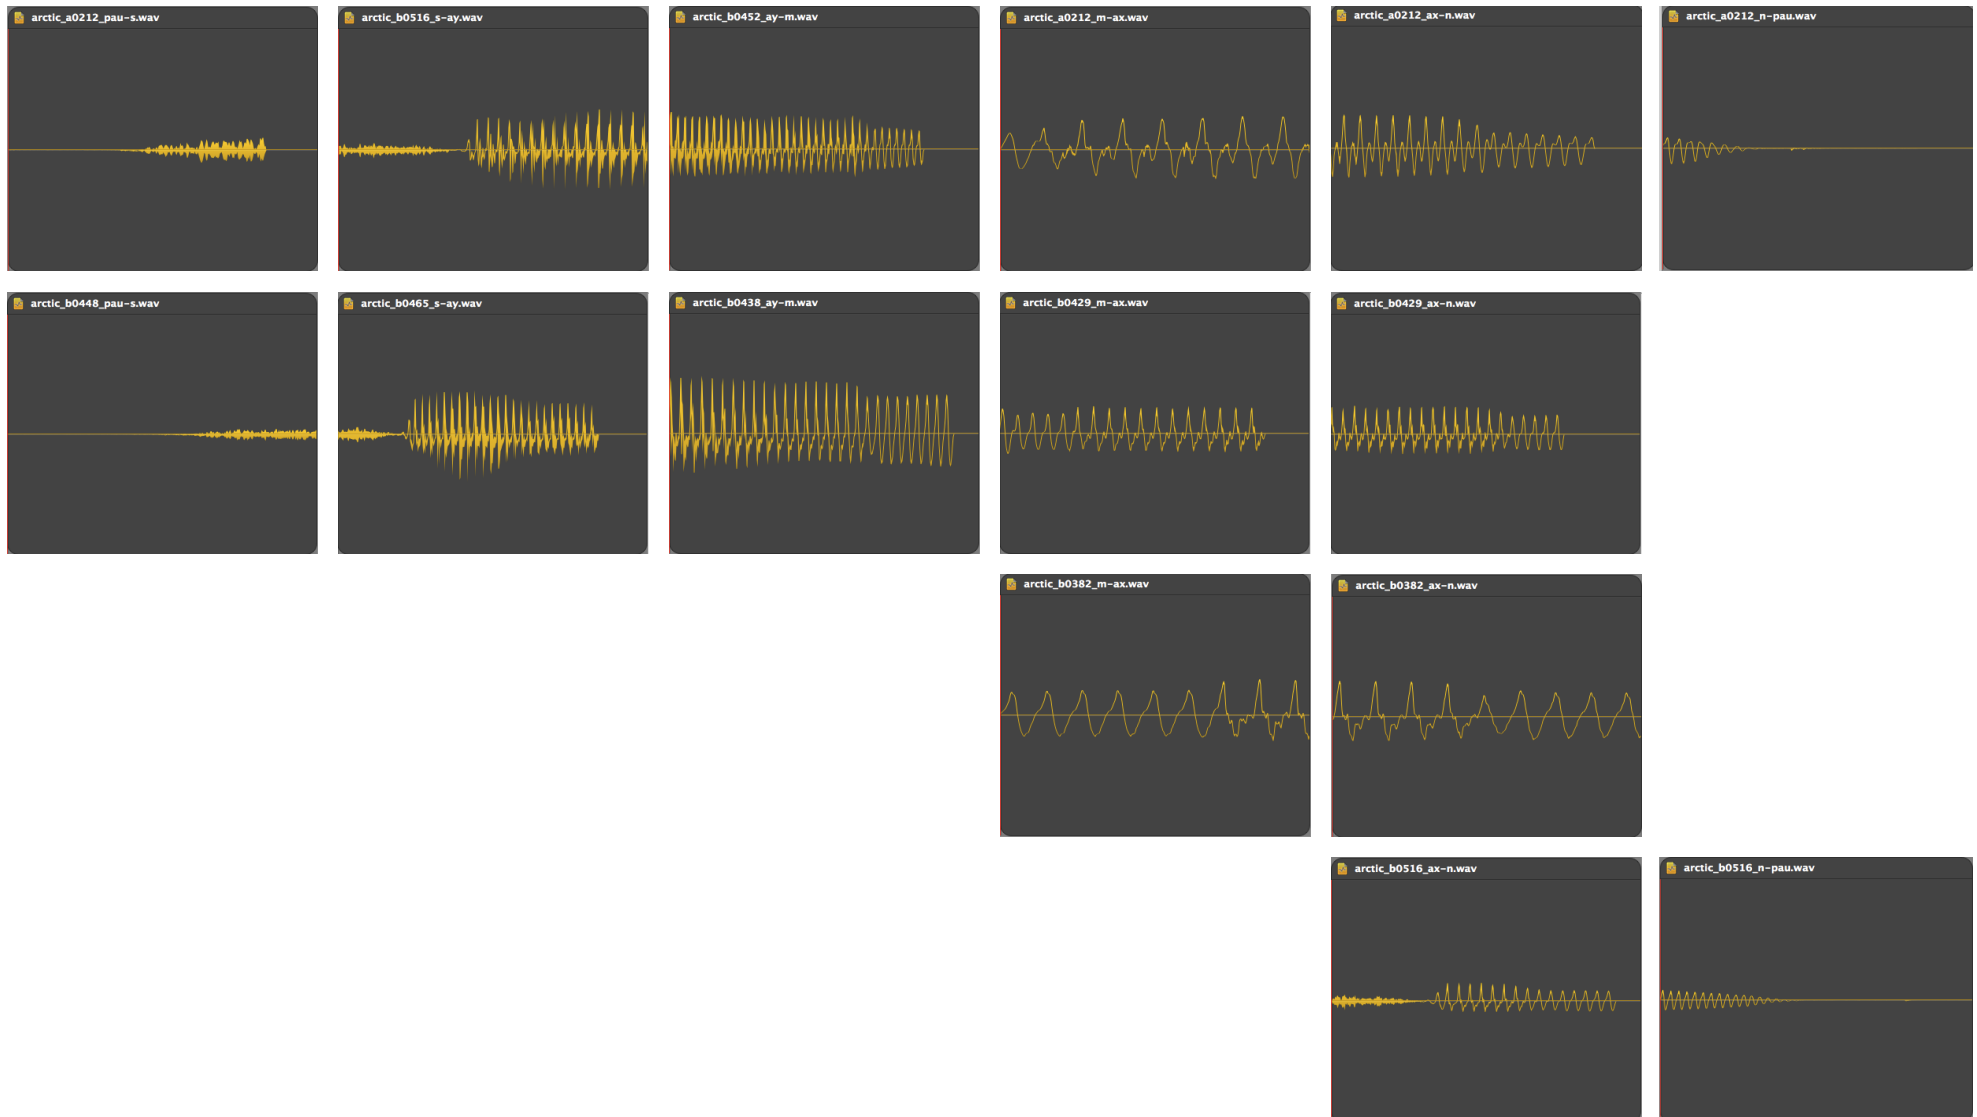 arctic_a0212_pau-s.wav
arctic_b0516_s-ay.wav
arctic_b0452_ay-m.wav
arctic_a0212_m-ax.wav
arctic_a0212_ax-n.wav
arctic_a0212_n-pau.wav
arctic_b0448_pau-s.wav
arctic_b0465_s-ay.wav
arctic_b0438_ay-m.wav
arctic_b0429_m-ax.wav
arctic_b0429_ax-n.wav
arctic_b0382_m-ax.wav
arctic_b0382_ax-n.wav
arctic_b0516_ax-n.wav
arctic_b0516_n-pau.wav